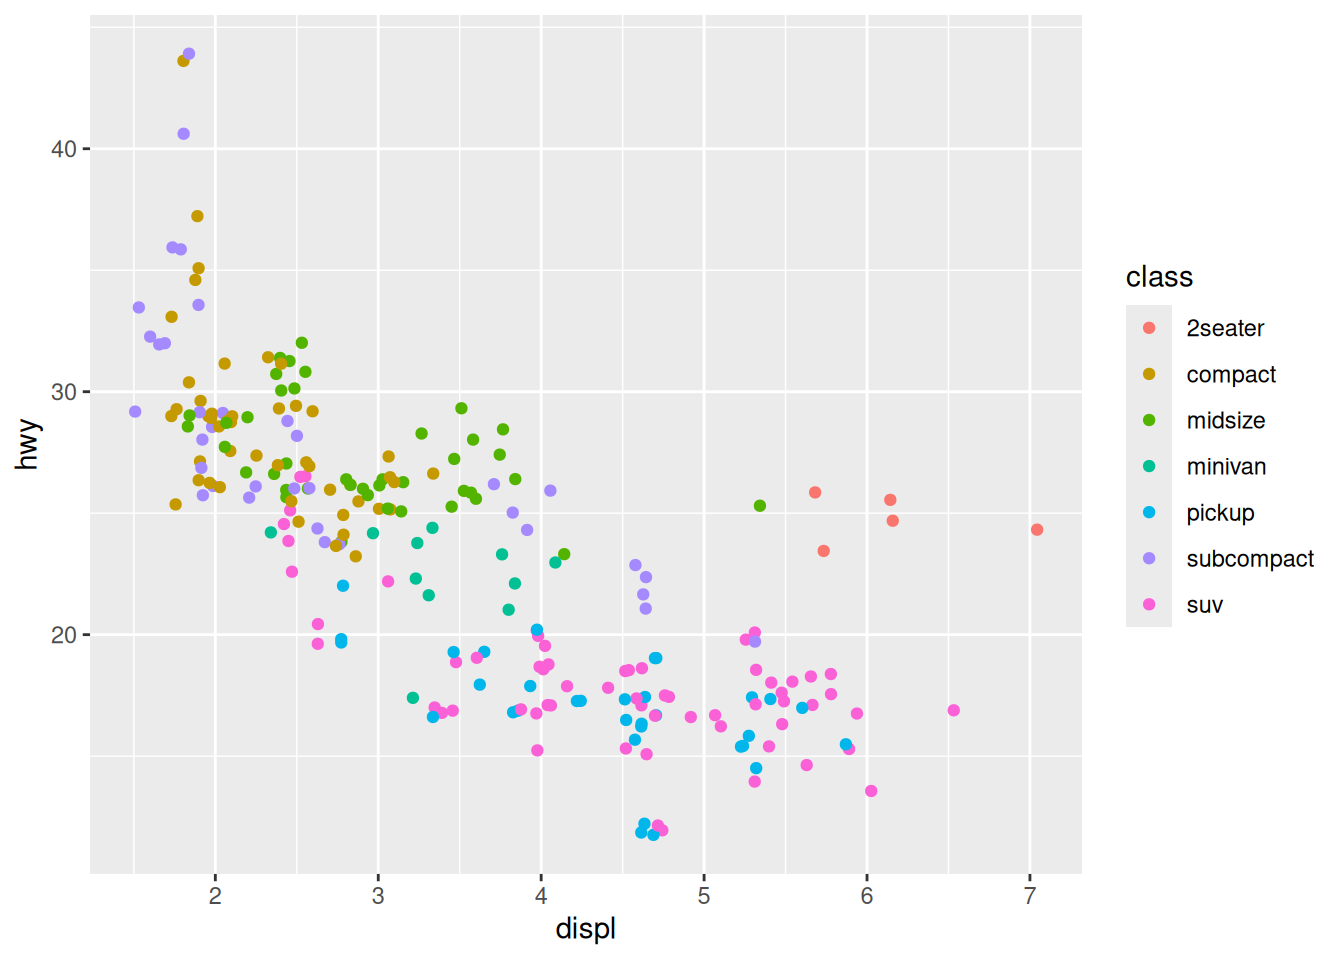 40
30
20
hwy
2 3 4 5 6 7
displ
class
2seater
compact
midsize
minivan
pickup
subcompact
suv